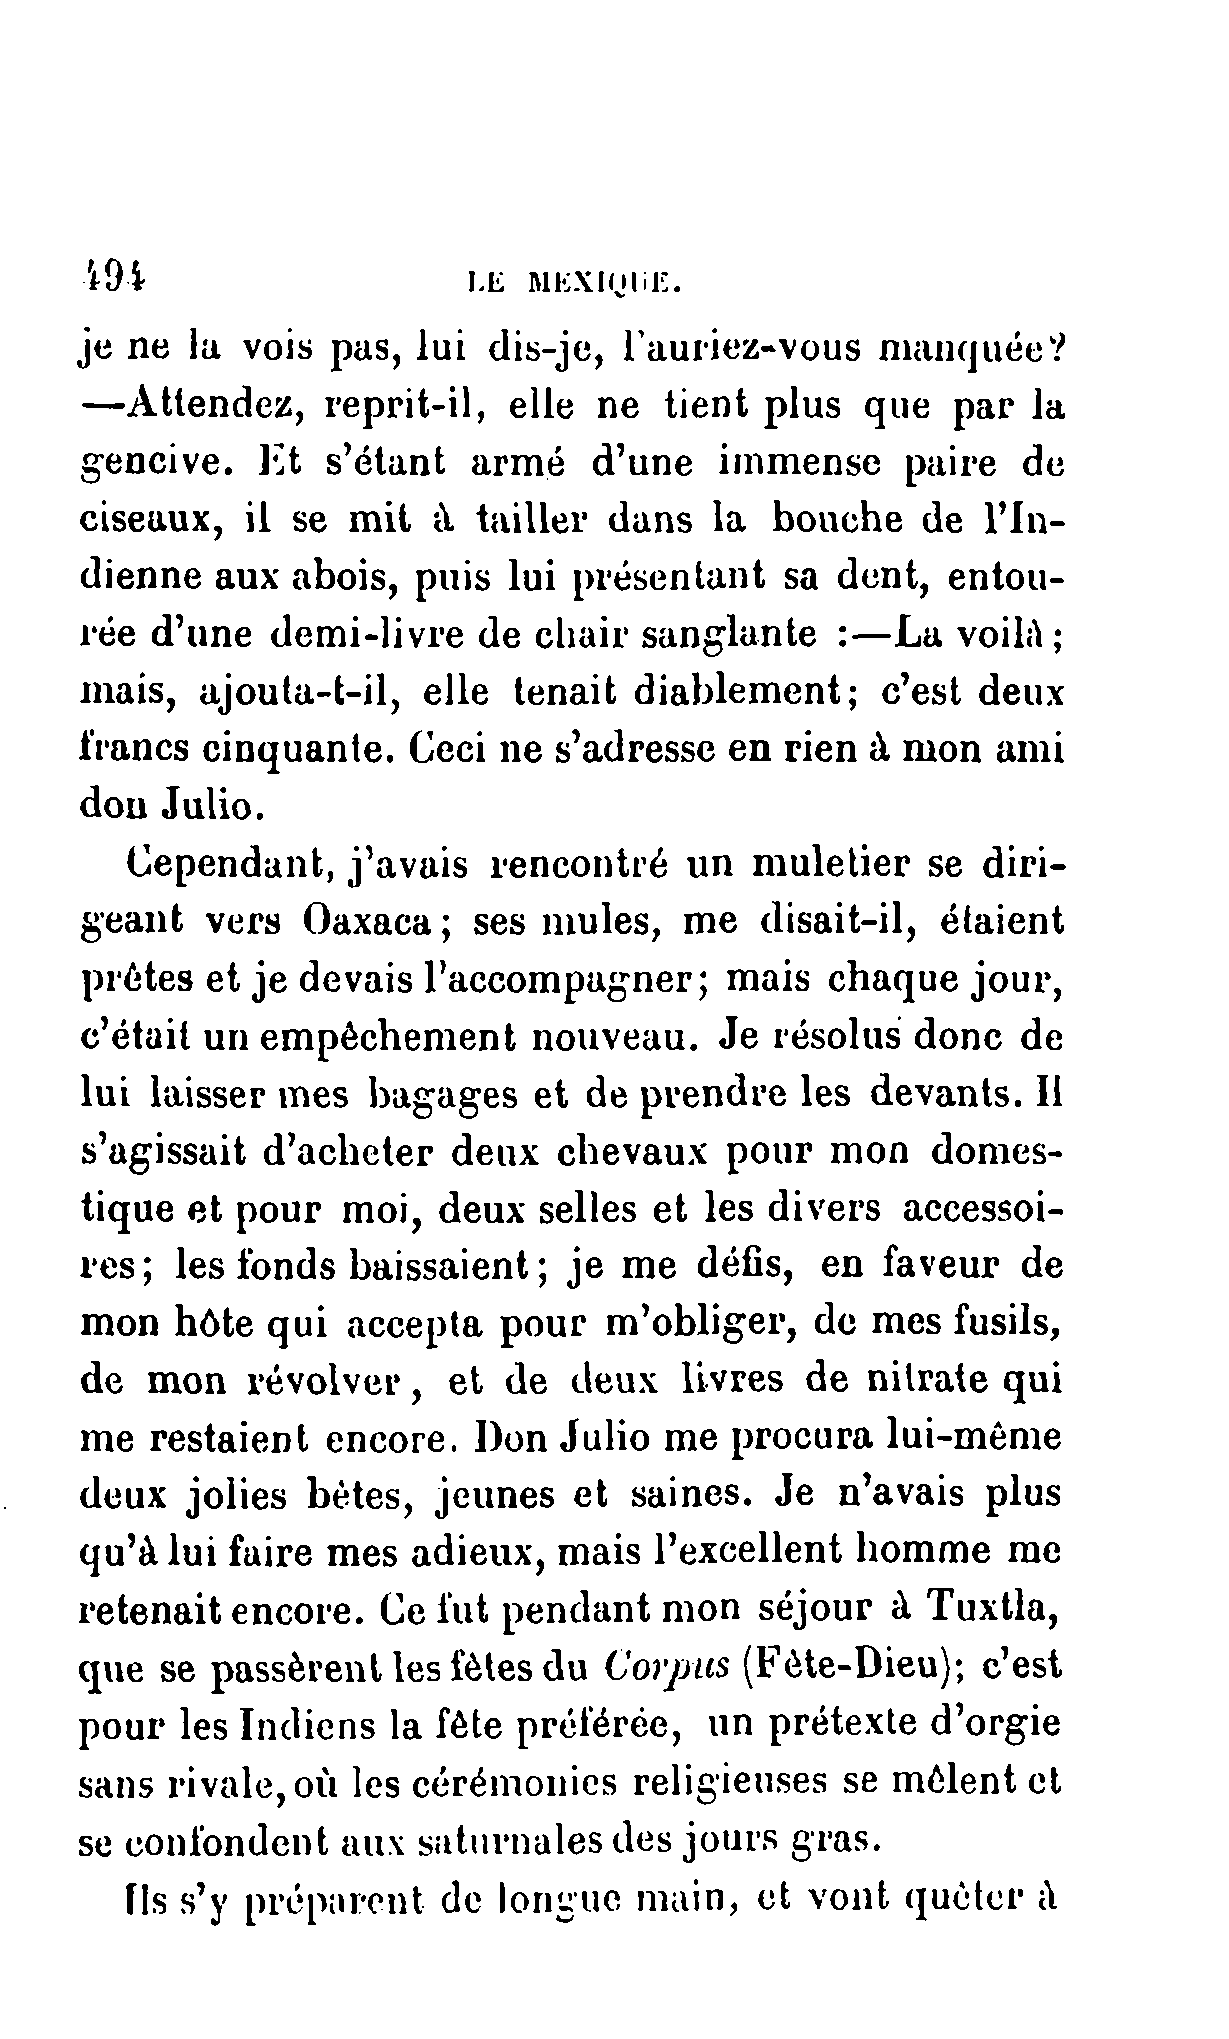 494 LE MEXIQUE.
je ne la vois pas, lui dis-je, l'auriez-vous manquée?
—Attendez, reprit-il, elle ne tient plus que par la
gencive. Et s'étant armé d'une immense paire de
ciseaux, il se mit à tailler dans la bouche de l'In-
dienne aux abois, puis lui présentant sa dent, entou-
rée d'une demi-livre de chair sanglante :—La voilà;
mais, ajouta-t-il, elle tenait diablement; c'est deux
francs cinquante. Ceci ne s'adresse en rien à mon ami
don Julio.
Cependant, j'avais rencontré un muletier se diri-
geant vers Oaxaca; ses mules, me disait-il, étaient
prêtes et je devais l'accompagner; mais chaque jour,
c'était un empêchement nouveau. Je résolus donc de
lui laisser mes bagages et de prendre les devants. Il
s'agissait d'acheter deux chevaux pour mon domes-
tique et pour moi, deux selles et les divers accessoi-
res; les fonds baissaient; je me défis, en faveur de
mon hôte qui accepta pour m'obliger, de mes fusils,
de mon révolver, et de deux livres de nitrate qui
me restaient encore. Don Julio me procura lui-même
deux jolies bêtes, jeunes et saines. Je n'avais plus
qu'à lui faire mes adieux, mais l'excellent homme me
retenait encore. Ce fut pendant mon séjour à Tuxtla,
que se passèrent les fêtes du Corpus (Fête-Dieu); c'est
pour les Indiens la fête préférée, un prétexte d'orgie
sans rivale, où les cérémonies religieuses se mêlent et
se confondent aux saturnales des jours gras.
Ils s'y préparent de longue main, et vont quêter à